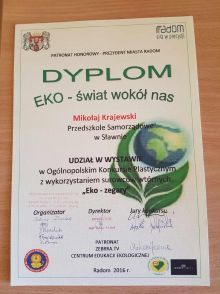 Radom
siła w precyzji
PATRONAT HONOROWY - PREZYDENT MIASTA RADOM
DYPLOM
EKO - świat wokół nas
Mikołaj Krajewski
Przedszkole Samorządowe
w Sławnie
UDZIAŁ W WYSTAWIE
w Ogólnopolskim Konkursie Plastycznym
z wykorzystaniem surowców wtórnych
„Eko - zegary”
Organizator
Dyrektor
Jury konkursu
PATRONAT
ZEBRRA TV
CENTRUM EDUKACJI EKOLOGICZNEJ
Radom 2016 r.